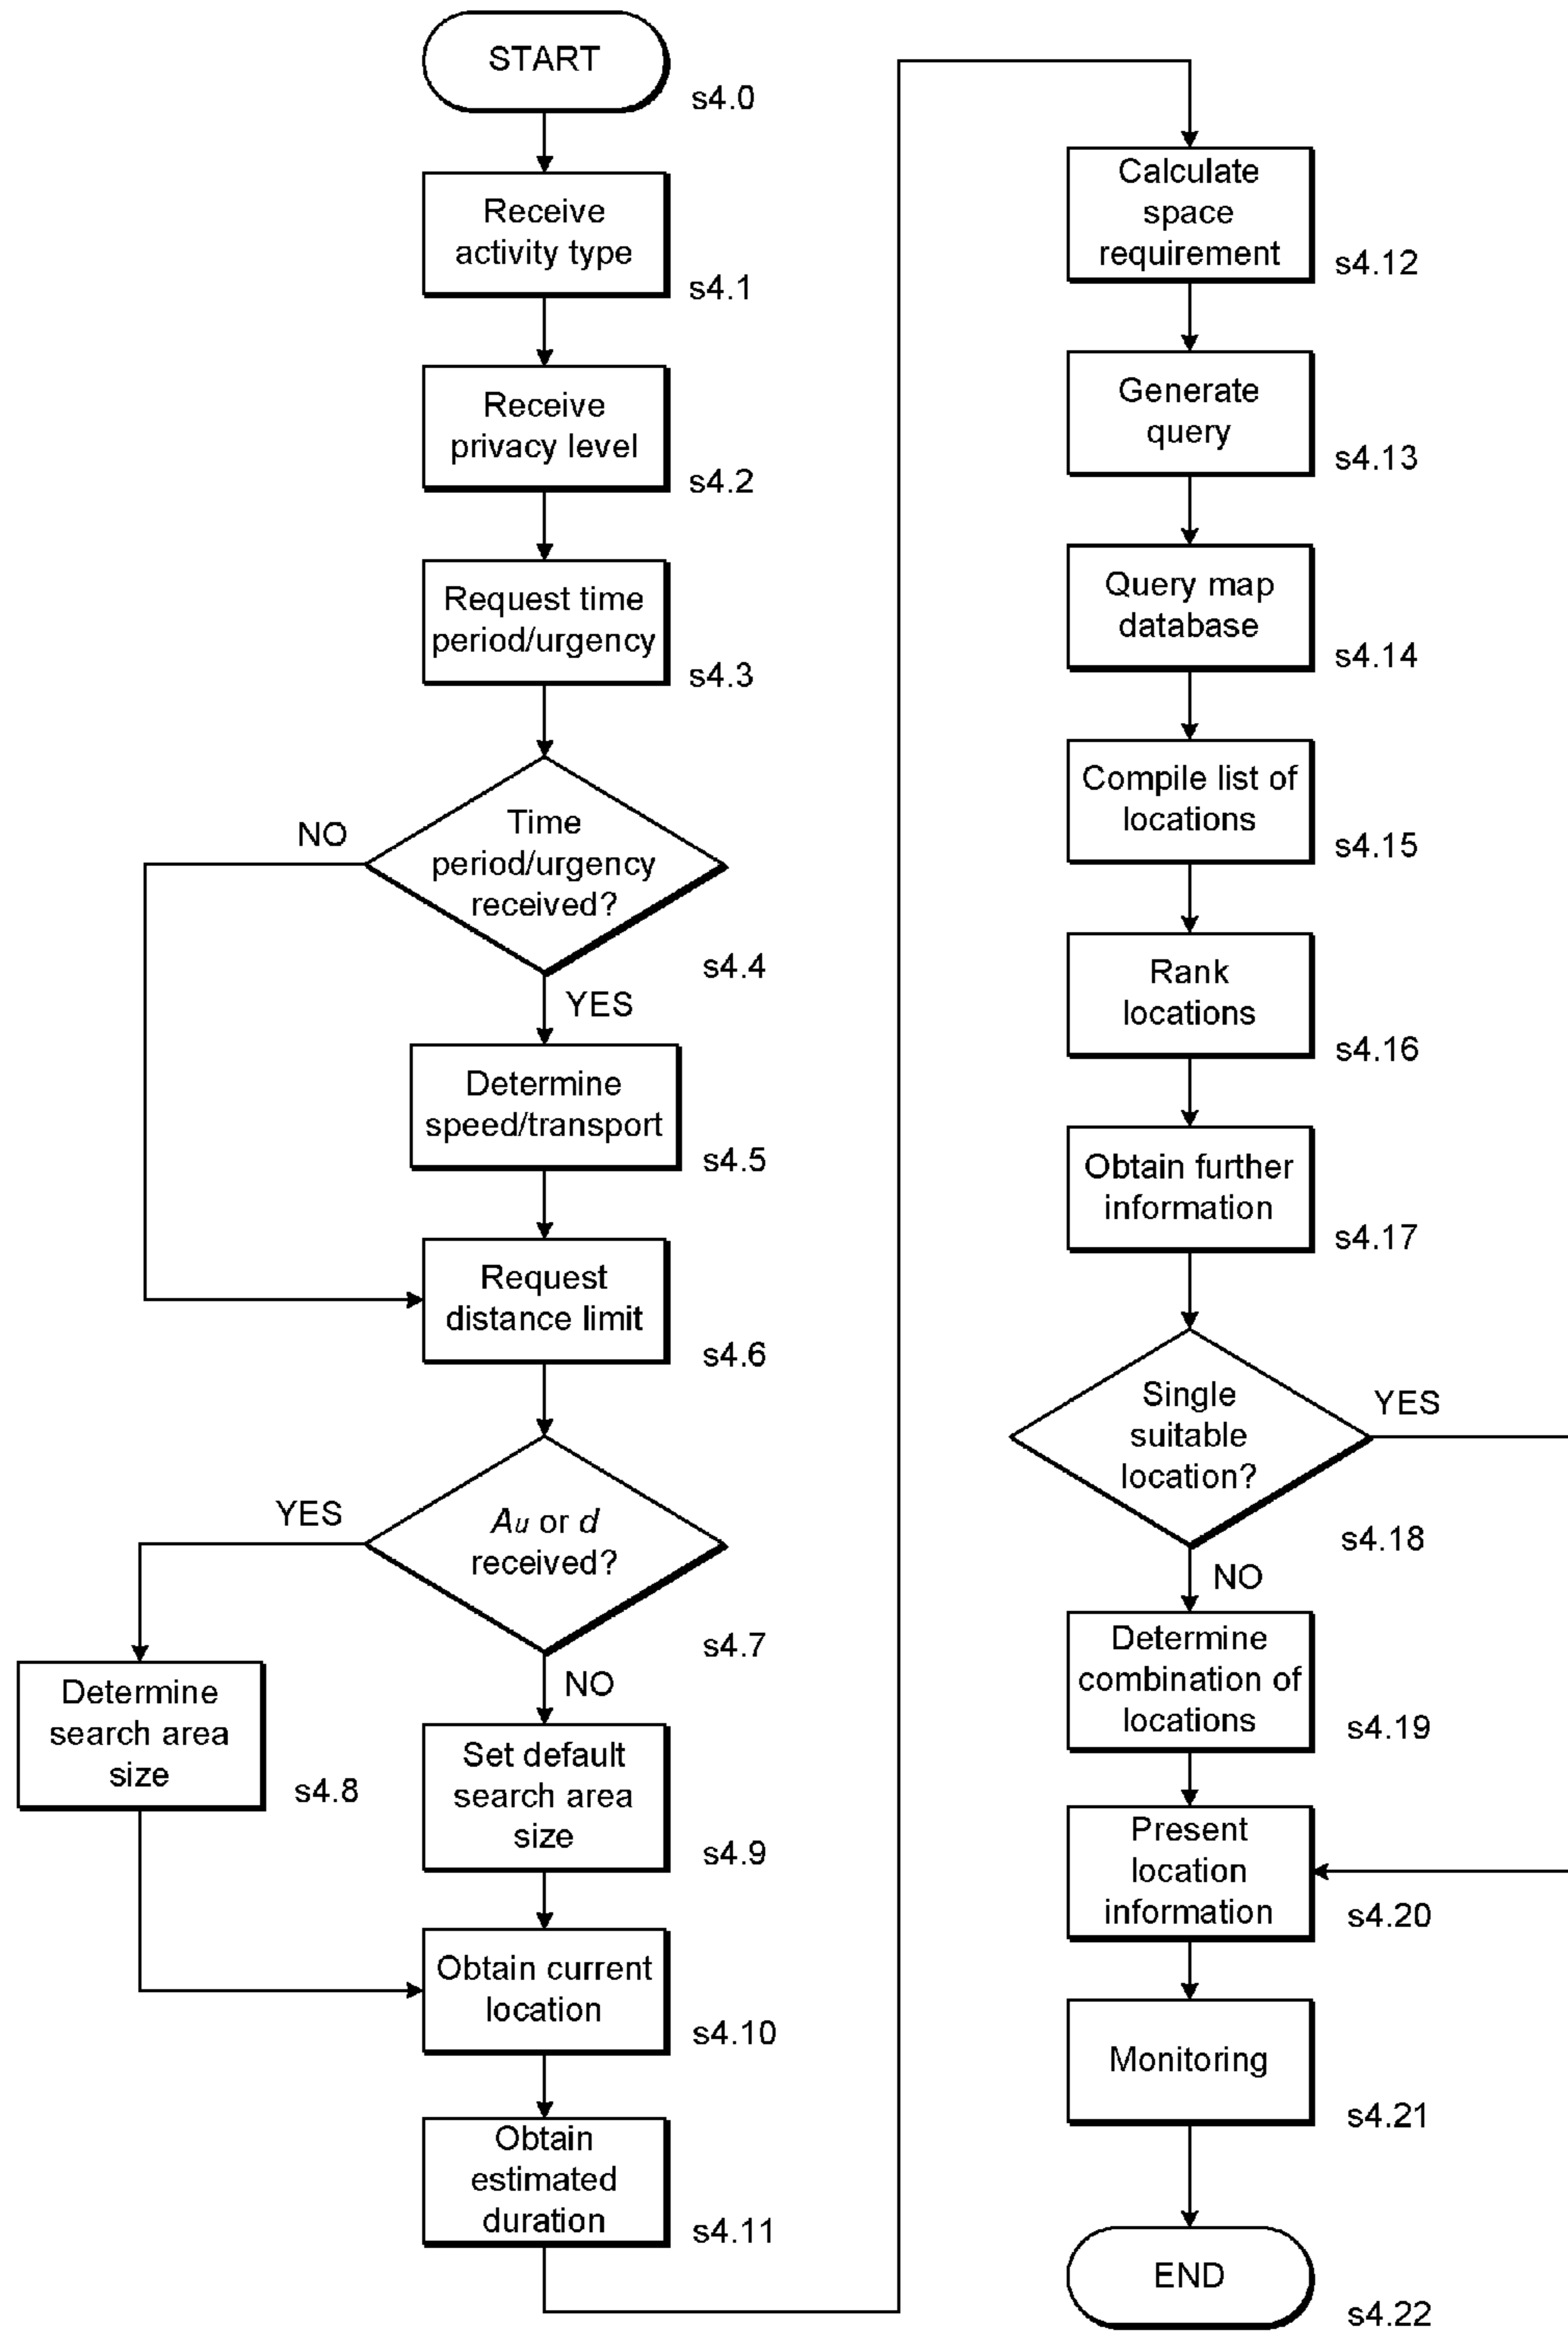 START
s4.0
Receive
activity type
s4.1
Receive
privacy level
s4.2
Request time
period/urgency
s4.3
Time
period/urgency
received?
NO
s4.4
YES
Determine
speed/transport
s4.5
Request
distance limit
s4.6
Au or d
received?
YES
s4.7
NO
Determine
search area
size
s4.8
Set default
search area
size
s4.9
Obtain current
location
s4.10
Obtain
estimated
duration
s4.11
Calculate
space
requirement
s4.12
Generate
query
s4.13
Query map
database
s4.14
Compile list of
locations
s4.15
Rank
locations
s4.16
Obtain further
information
s4.17
Single
suitable
location?
YES
s4.18
NO
Determine
combination of
locations
s4.19
Present
location
information
s4.20
Monitoring
s4.21
END
s4.22